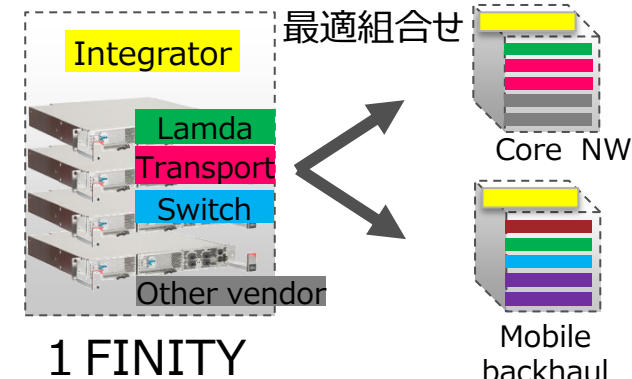 Integrator
最適組合せ
Lamda
Transport
Switch
Other vendor
1 FINITY
Core NW
Mobile
backhaul